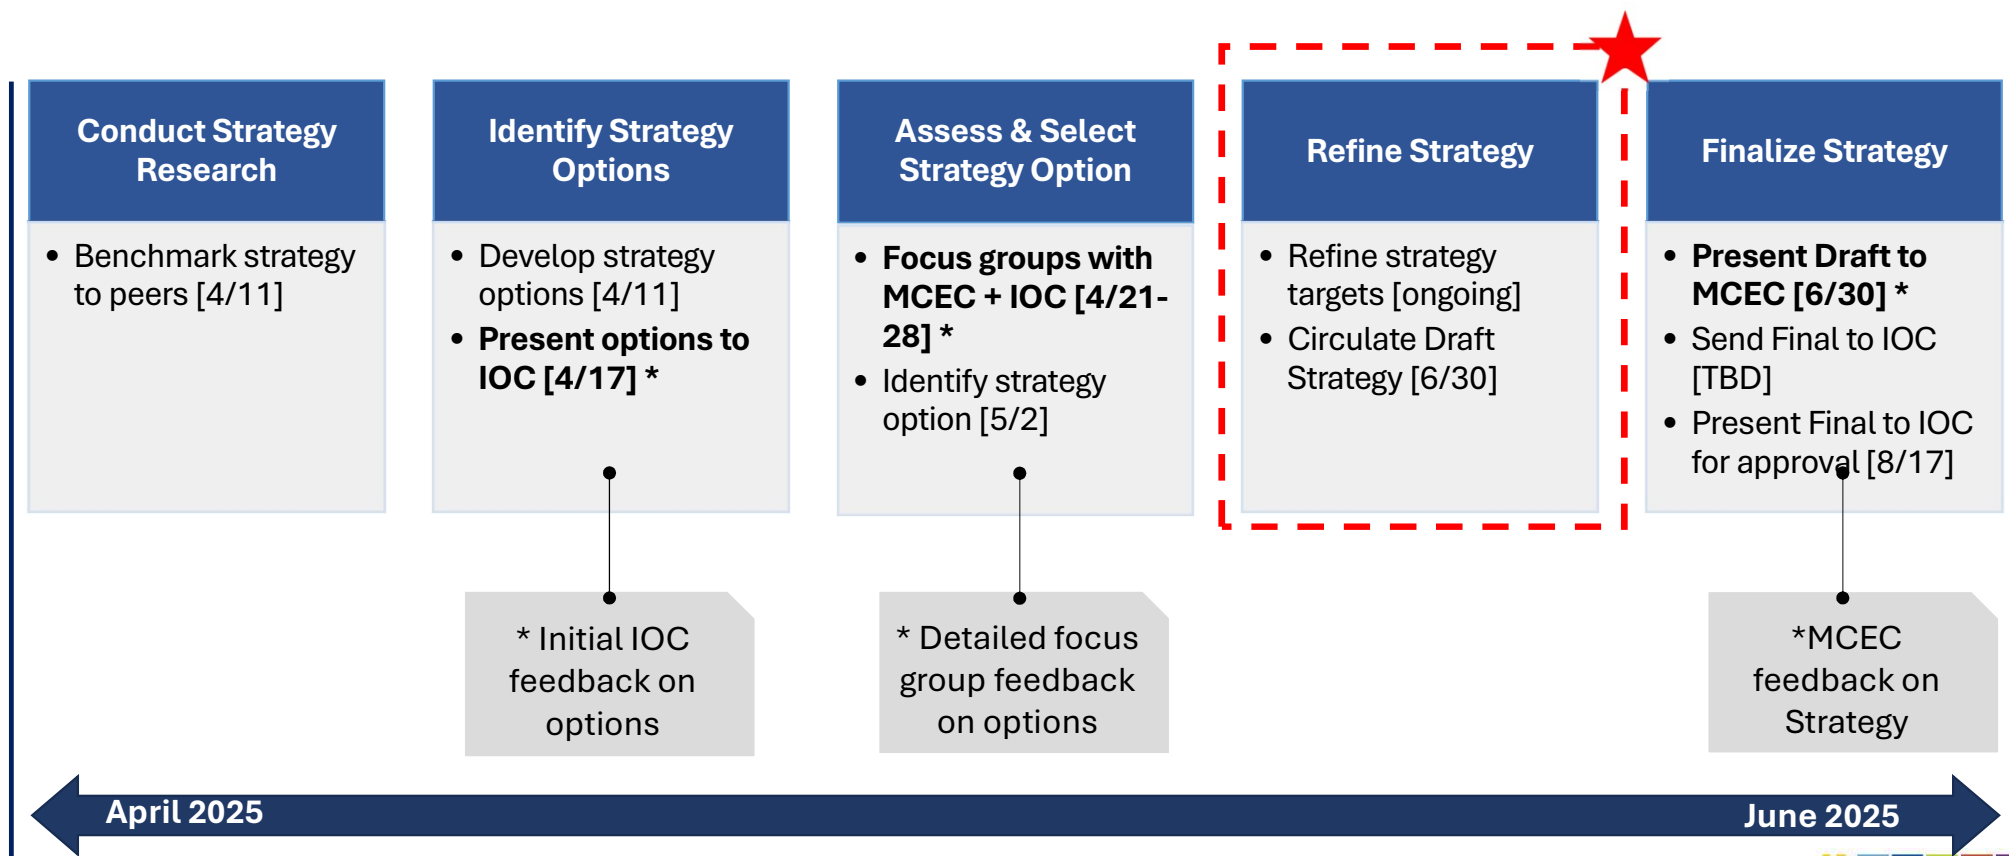 Conduct Strategy
Research
• Benchmark strategy
to peers [4/11]
Identify Strategy
Options
• Develop strategy
options [4/11]
• Present options to
IOC [4/17] *
Assess & Select
Strategy Option
• Focus groups with
MCEC + IOC [4/21-
28] *
• Identify strategy
option [5/2]
Refine Strategy
• Refine strategy
targets [ongoing]
• Circulate Draft
Strategy [6/30]
Finalize Strategy
• Present Draft to
MCEC [6/30] *
• Send Final to IOC
[TBD]
• Present Final to IOC
for approval [8/17]
* Initial IOC
feedback on
options
* Detailed focus
group feedback
on options
*MCEC
feedback on
Strategy
April 2025
June 2025